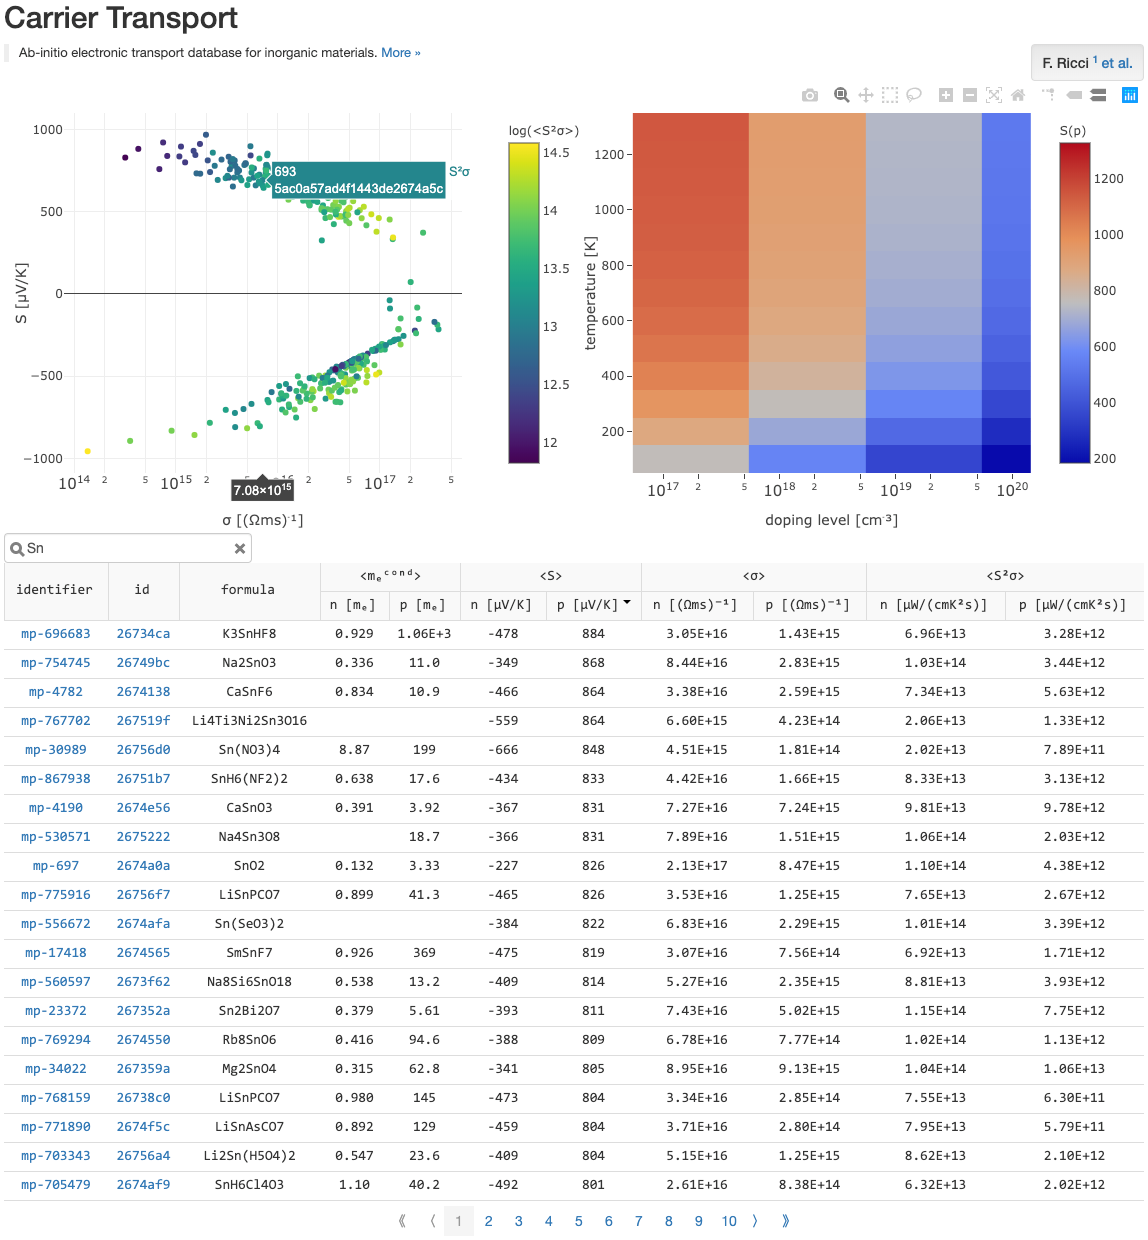 Carrier Transport
Ab-initio electronic transport database for inorganic materials. More »
F. Ricci ¹ et al.
1000
500
0
−500
−1000
S [µV/K]
693
5ac0a57ad4f1443de2674a5c
S²σ
10¹⁴ 2 5 10¹⁵ 2 5 10¹⁶ 2 5 10¹⁷ 2 5
7.08×10¹⁵
σ [(Ωms)⁻¹]
log(<S²σ>)
14.5
14
13.5
13
12.5
12
temperature [K]
1200
1000
800
600
400
200
10¹⁷ 2 5 10¹⁸ 2 5 10¹⁹ 2 5 10²⁰
doping level [cm⁻³]
S(p)
1200
1000
800
600
400
200
Sn
identifier id formula <mₑᶜᵒⁿᵈ> <S> <σ> <S²σ>
n [mₑ] p [mₑ] n [µV/K] p [µV/K] n [(Ωms)⁻¹] p [(Ωms)⁻¹] n [µW/(cmK²s)] p [µW/(cmK²s)]
mp-696683 26734ca K3SnHF8 0.929 1.06E+3 -478 884 3.05E+16 1.43E+15 6.96E+13 3.28E+12
mp-754745 26749bc Na2SnO3 0.336 11.0 -349 868 8.44E+16 2.83E+15 1.03E+14 3.44E+12
mp-4782 2674138 CaSnF6 0.834 10.9 -466 864 3.38E+16 2.59E+15 7.34E+13 5.63E+12
mp-767702 267519f Li4Ti3Ni2Sn3O16 -559 864 6.60E+15 4.23E+14 2.06E+13 1.33E+12
mp-30989 26756d0 Sn(NO3)4 8.87 199 -666 848 4.51E+15 1.81E+14 2.02E+13 7.89E+11
mp-867938 26751b7 SnH6(NF2)2 0.638 17.6 -434 833 4.42E+16 1.66E+15 8.33E+13 3.13E+12
mp-4190 2674e56 CaSnO3 0.391 3.92 -367 831 7.27E+16 7.24E+15 9.81E+13 9.78E+12
mp-530571 2675222 Na4Sn3O8 18.7 -366 831 7.89E+16 1.51E+15 1.06E+14 2.03E+12
mp-697 2674a0a SnO2 0.132 3.33 -227 826 2.13E+17 8.47E+15 1.10E+14 4.38E+12
mp-775916 26756f7 LiSnPCO7 0.899 41.3 -465 826 3.53E+16 1.25E+15 7.65E+13 2.67E+12
mp-556672 2674afa Sn(SeO3)2 -384 822 6.83E+16 2.29E+15 1.01E+14 3.39E+12
mp-17418 2674565 SmSnF7 0.926 369 -475 819 3.07E+16 7.56E+14 6.92E+13 1.71E+12
mp-560597 2673f62 Na8Si6SnO18 0.538 13.2 -409 814 5.27E+16 2.35E+15 8.81E+13 3.93E+12
mp-23372 267352a Sn2Bi2O7 0.379 5.61 -393 811 7.43E+16 5.02E+15 1.15E+14 7.75E+12
mp-769294 2674550 Rb8SnO6 0.416 94.6 -388 809 6.78E+16 7.77E+14 1.02E+14 1.13E+12
mp-34022 267359a Mg2SnO4 0.315 62.8 -341 805 8.95E+16 9.13E+15 1.04E+14 1.06E+13
mp-768159 26738c0 LiSnPCO7 0.980 145 -473 804 3.34E+16 2.85E+14 7.55E+13 6.30E+11
mp-771890 2674f5c LiSnAsCO7 0.892 129 -459 804 3.71E+16 2.80E+14 7.95E+13 5.79E+11
mp-703343 26756a4 Li2Sn(H5O4)2 0.547 23.6 -409 804 5.15E+16 1.25E+15 8.62E+13 2.10E+12
mp-705479 2674af9 SnH6Cl4O3 1.10 40.2 -492 801 2.61E+16 8.38E+14 6.32E+13 2.02E+12
《 〈 1 2 3 4 5 6 7 8 9 10 〉 》